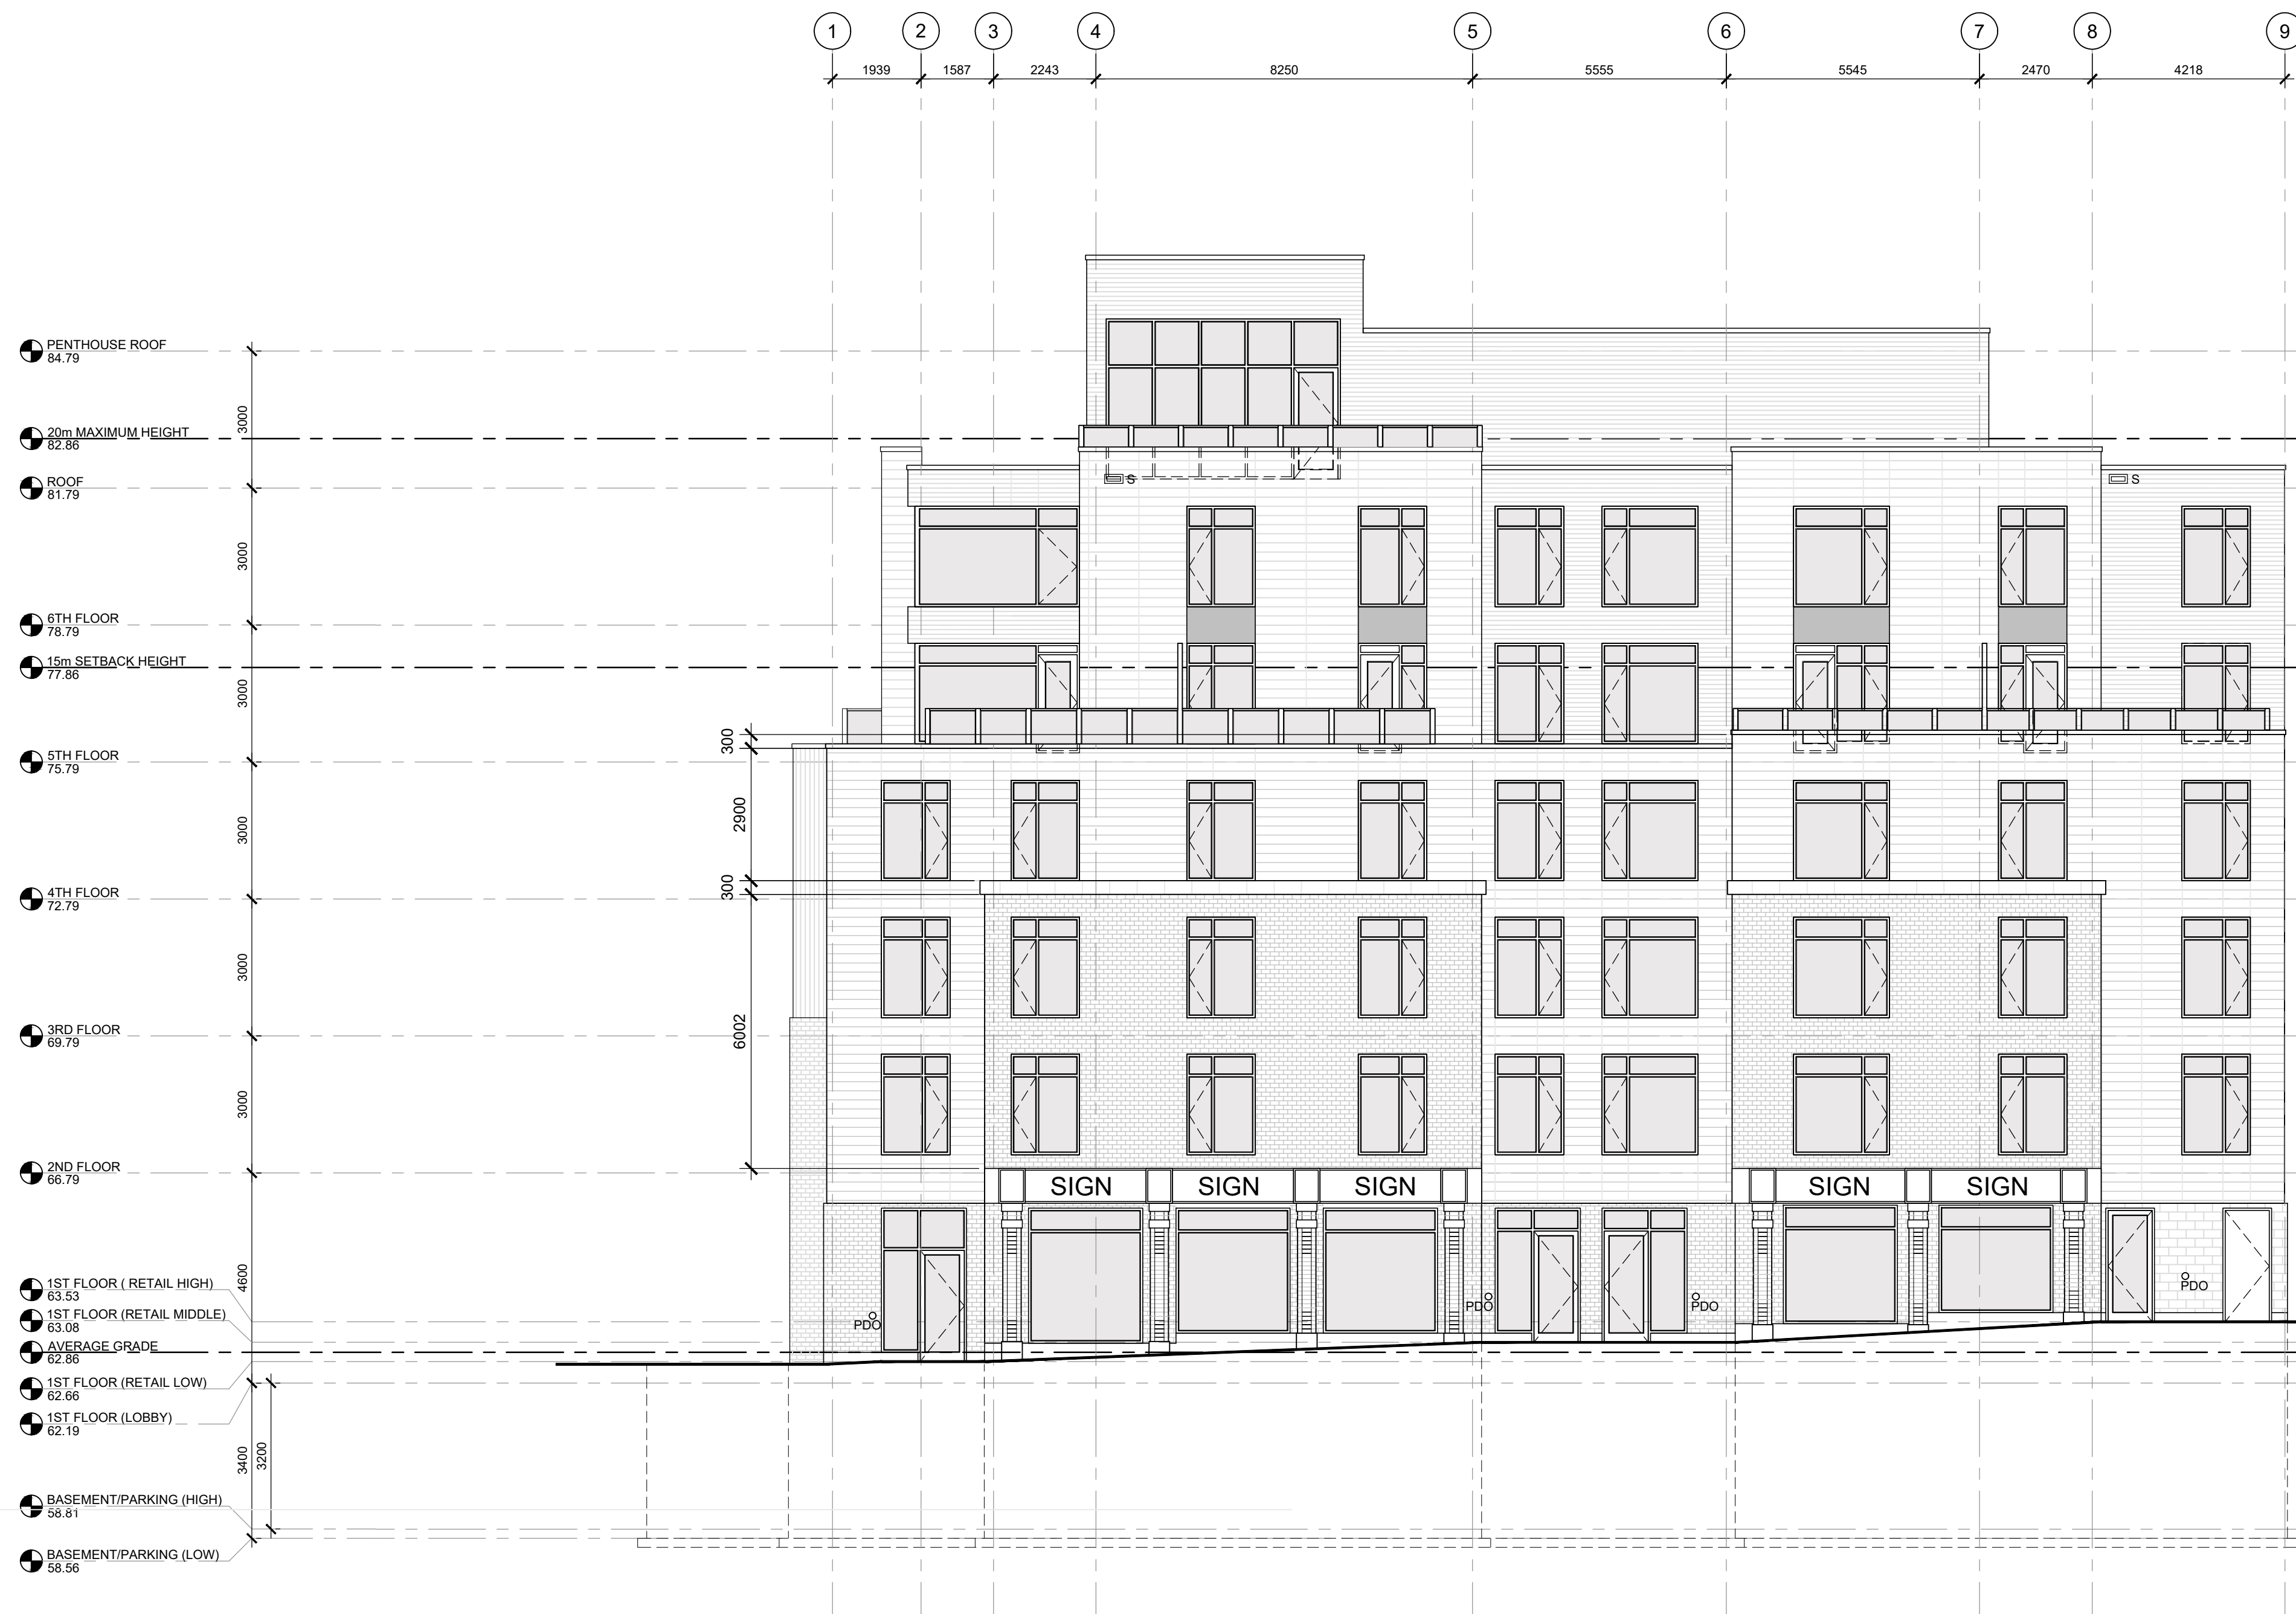 1 2 3 4 5 6 7 8 9
1939 1587 2243 8250 5555 5545 2470 4218
PENTHOUSE ROOF
84.79
3000
20m MAXIMUM HEIGHT
82.86
ROOF
81.79
S S
3000
6TH FLOOR
78.79
15m SETBACK HEIGHT
77.86
3000
300
5TH FLOOR
75.79
2900
3000
300
4TH FLOOR
72.79
3000
6002
3RD FLOOR
69.79
3000
2ND FLOOR
66.79
SIGN SIGN SIGN SIGN SIGN
4600
1ST FLOOR ( RETAIL HIGH)
63.53
PDO PDO PDO PDO
1ST FLOOR (RETAIL MIDDLE)
63.08
AVERAGE GRADE
62.86
1ST FLOOR (RETAIL LOW)
62.66
1ST FLOOR (LOBBY)
62.19
3400 3200
BASEMENT/PARKING (HIGH)
58.81
BASEMENT/PARKING (LOW)
58.56